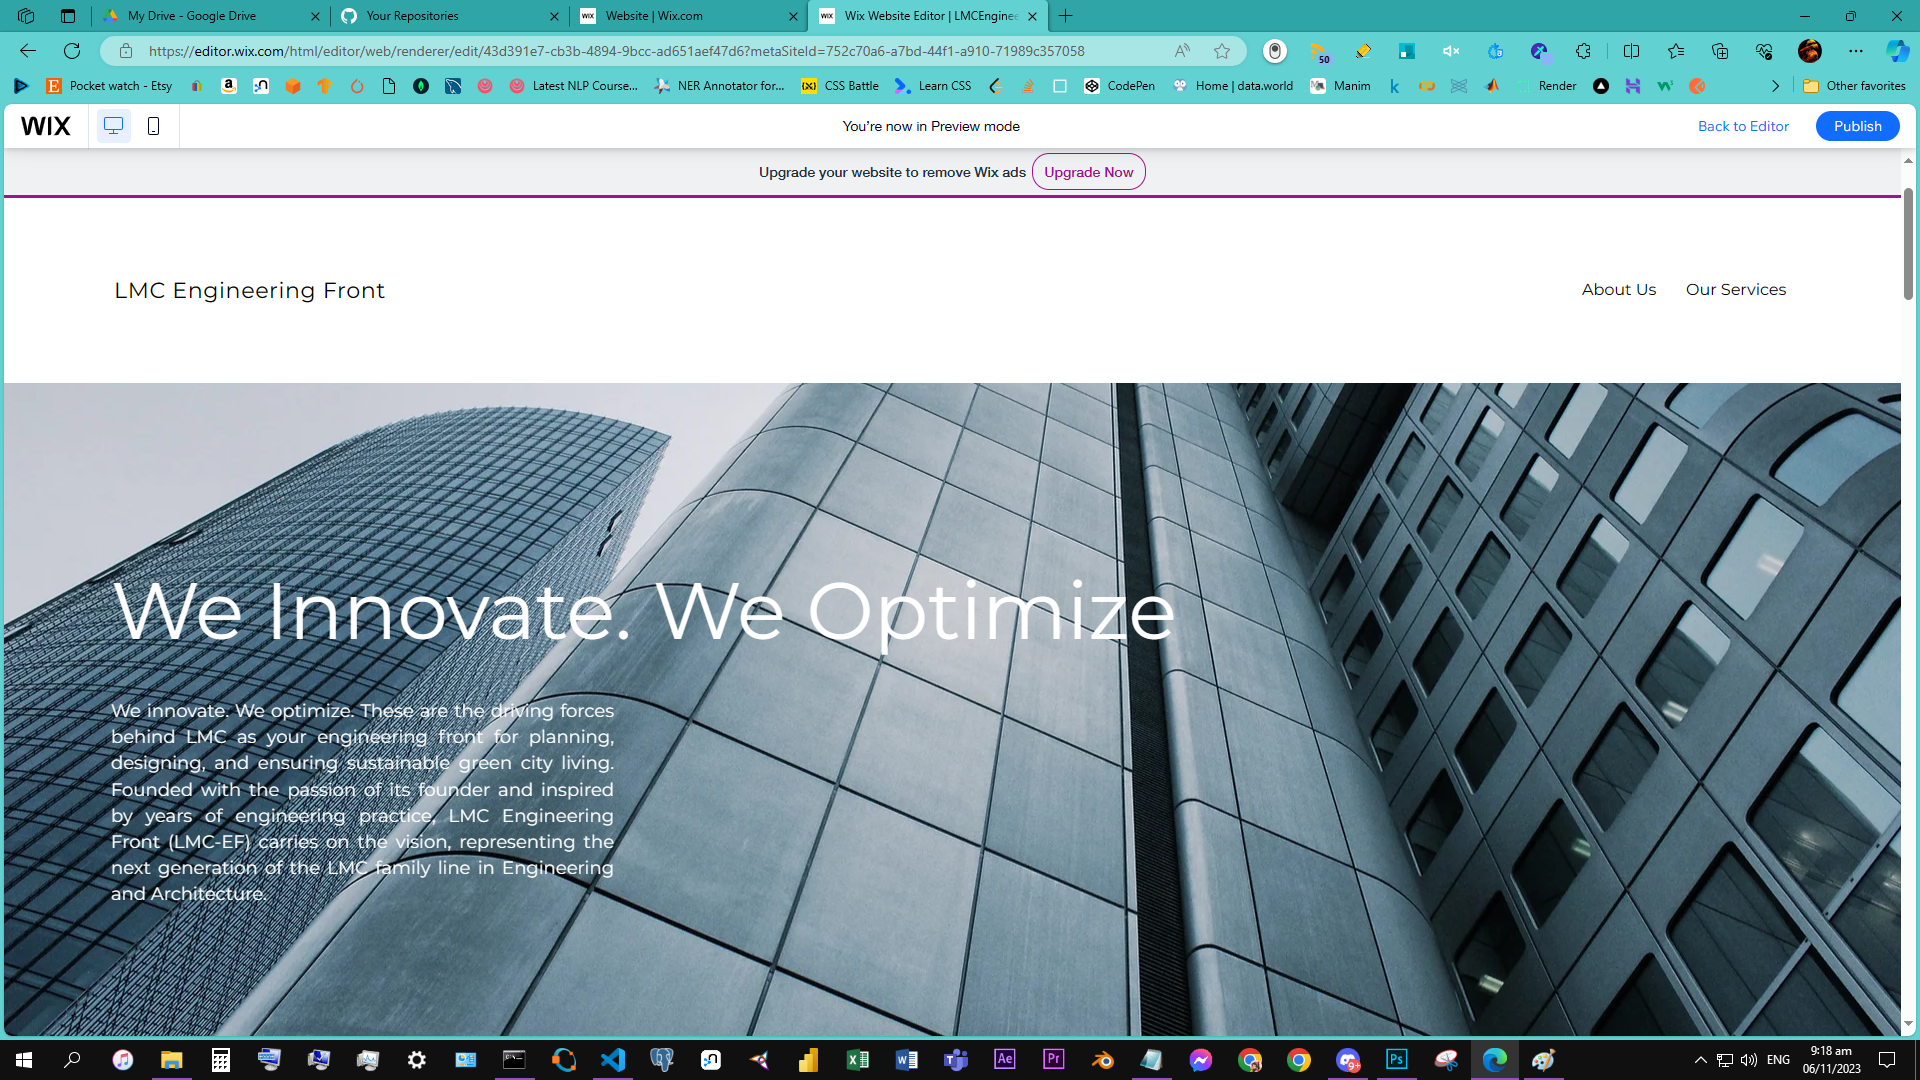 My Drive - Google Drive
Your Repositories
WIX
Website | Wix.com
WIX
Wix Website Editor | LMCEnginee
https://editor.wix.com/html/editor/web/renderer/edit/43d391e7-cb3b-4894-9bcc-ad651aef47d6?metaSiteId=752c70a6-a7bd-44f1-a910-71989c357058
50
Pocket watch - Etsy
Latest NLP Course...
NER Annotator for...
CSS Battle
Learn CSS
CodePen
Home | data.world
Manim
Render
Other favorites
WIX
You're now in Preview mode
Back to Editor
Publish
Upgrade your website to remove Wix ads
Upgrade Now
LMC Engineering Front
About Us
Our Services
We Innovate. We Optimize
We innovate. We optimize. These are the driving forces
behind LMC as your engineering front for planning,
designing, and ensuring sustainable green city living.
Founded with the passion of its founder and inspired
by years of engineering practice, LMC Engineering
Front (LMC-EF) carries on the vision, representing the
next generation of the LMC family line in Engineering
and Architecture.
Ae
Pr
9+
Ps
ENG
9:18 am
06/11/2023